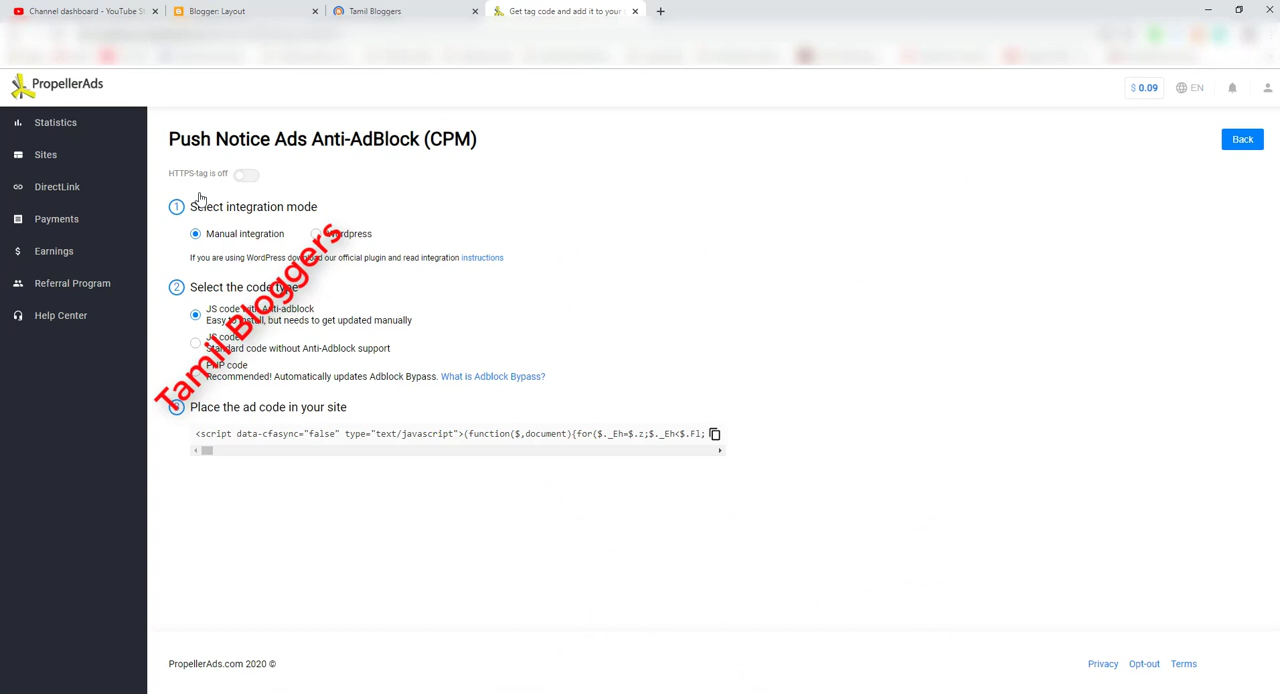 Channel dashboard - YouTube St
Blogger: Layout
Tamil Bloggers
Get tag code and add it to your
PropellerAds
$ 0.09
EN
Statistics
Sites
DirectLink
Payments
Earnings
Referral Program
Help Center
Push Notice Ads Anti-AdBlock (CPM)
Back
HTTPS-tag is off
1 Select integration mode
Manual integration
Wordpress
If you are using WordPress download our official plugin and read integration instructions
2 Select the code type
JS code with Anti-adblock
Easy to install, but needs to get updated manually
JS code
Standard code without Anti-Adblock support
PHP code
Recommended! Automatically updates Adblock Bypass. What is Adblock Bypass?
3 Place the ad code in your site
<script data-cfasync="false" type="text/javascript">(function($,document){for($._Eh=$.z;$._Eh<$.Fl;
Tamil Bloggers
PropellerAds.com 2020 ©
Privacy
Opt-out
Terms